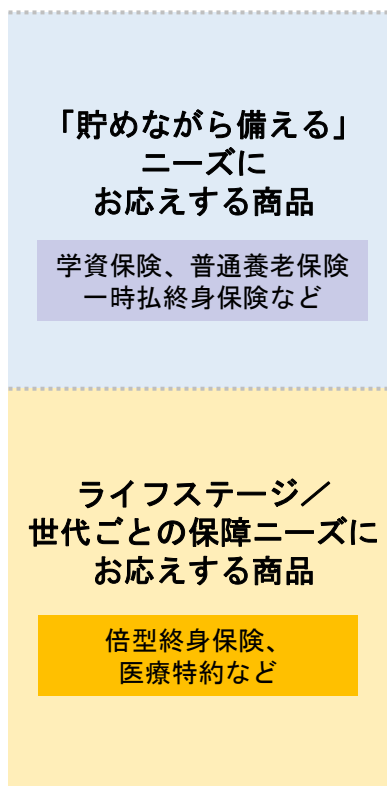 「貯めながら備える」
ニーズに
お応えする商品
学資保険、普通養老保険
一時払終身保険など
ライフステージ／
世代ごとの保障ニーズに
お応えする商品
倍型終身保険、
医療特約など